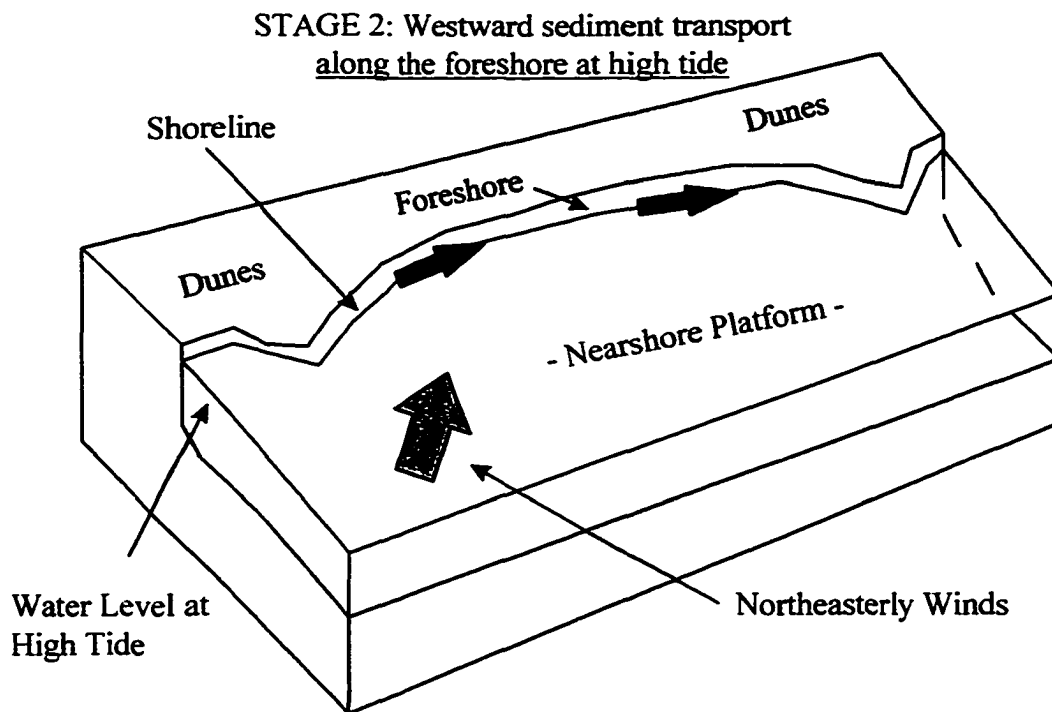 STAGE 2: Westward sediment transport
along the foreshore at high tide
Shoreline
Dunes
Foreshore
Dunes
- Nearshore Platform -
Water Level at
High Tide
Northeasterly Winds